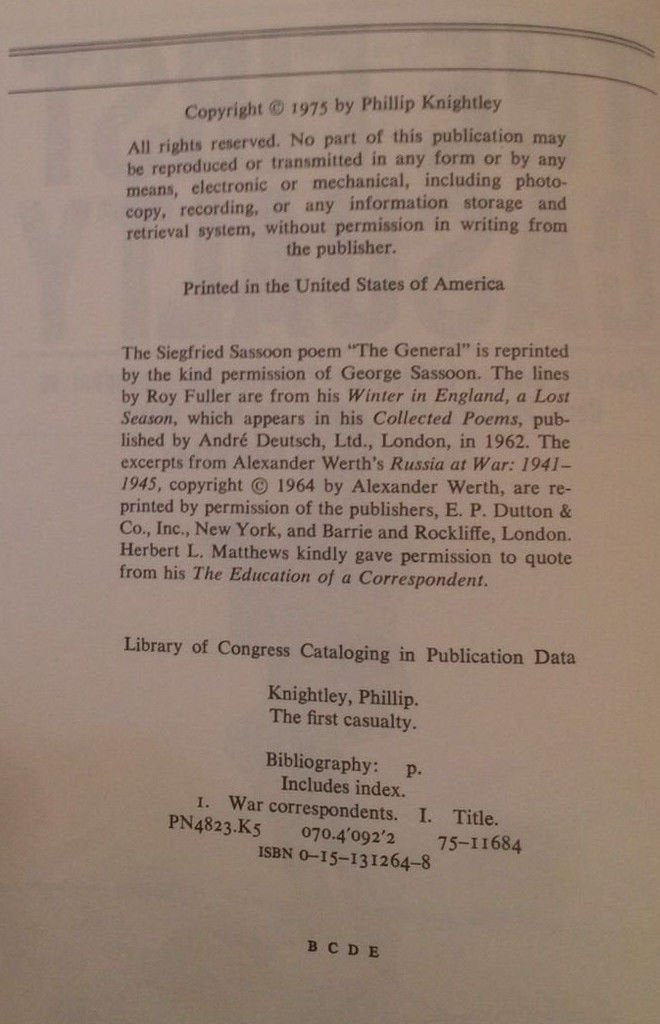 Copyright © 1975 by Phillip Knightley
All rights reserved. No part of this publication may
be reproduced or transmitted in any form or by any
means, electronic or mechanical, including photo-
copy, recording, or any information storage and
retrieval system, without permission in writing from
the publisher.
Printed in the United States of America
The Siegfried Sassoon poem “The General” is reprinted
by the kind permission of George Sassoon. The lines
by Roy Fuller are from his Winter in England, a Lost
Season, which appears in his Collected Poems, pub-
lished by André Deutsch, Ltd., London, in 1962. The
excerpts from Alexander Werth’s Russia at War: 1941–
1945, copyright © 1964 by Alexander Werth, are re-
printed by permission of the publishers, E. P. Dutton &
Co., Inc., New York, and Barrie and Rockliffe, London.
Herbert L. Matthews kindly gave permission to quote
from his The Education of a Correspondent.
Library of Congress Cataloging in Publication Data
Knightley, Phillip.
The first casualty.
Bibliography: p.
Includes index.
1. War correspondents. I. Title.
PN4823.K5 070.4′092′2 75–11684
ISBN 0–15–131264–8
B C D E